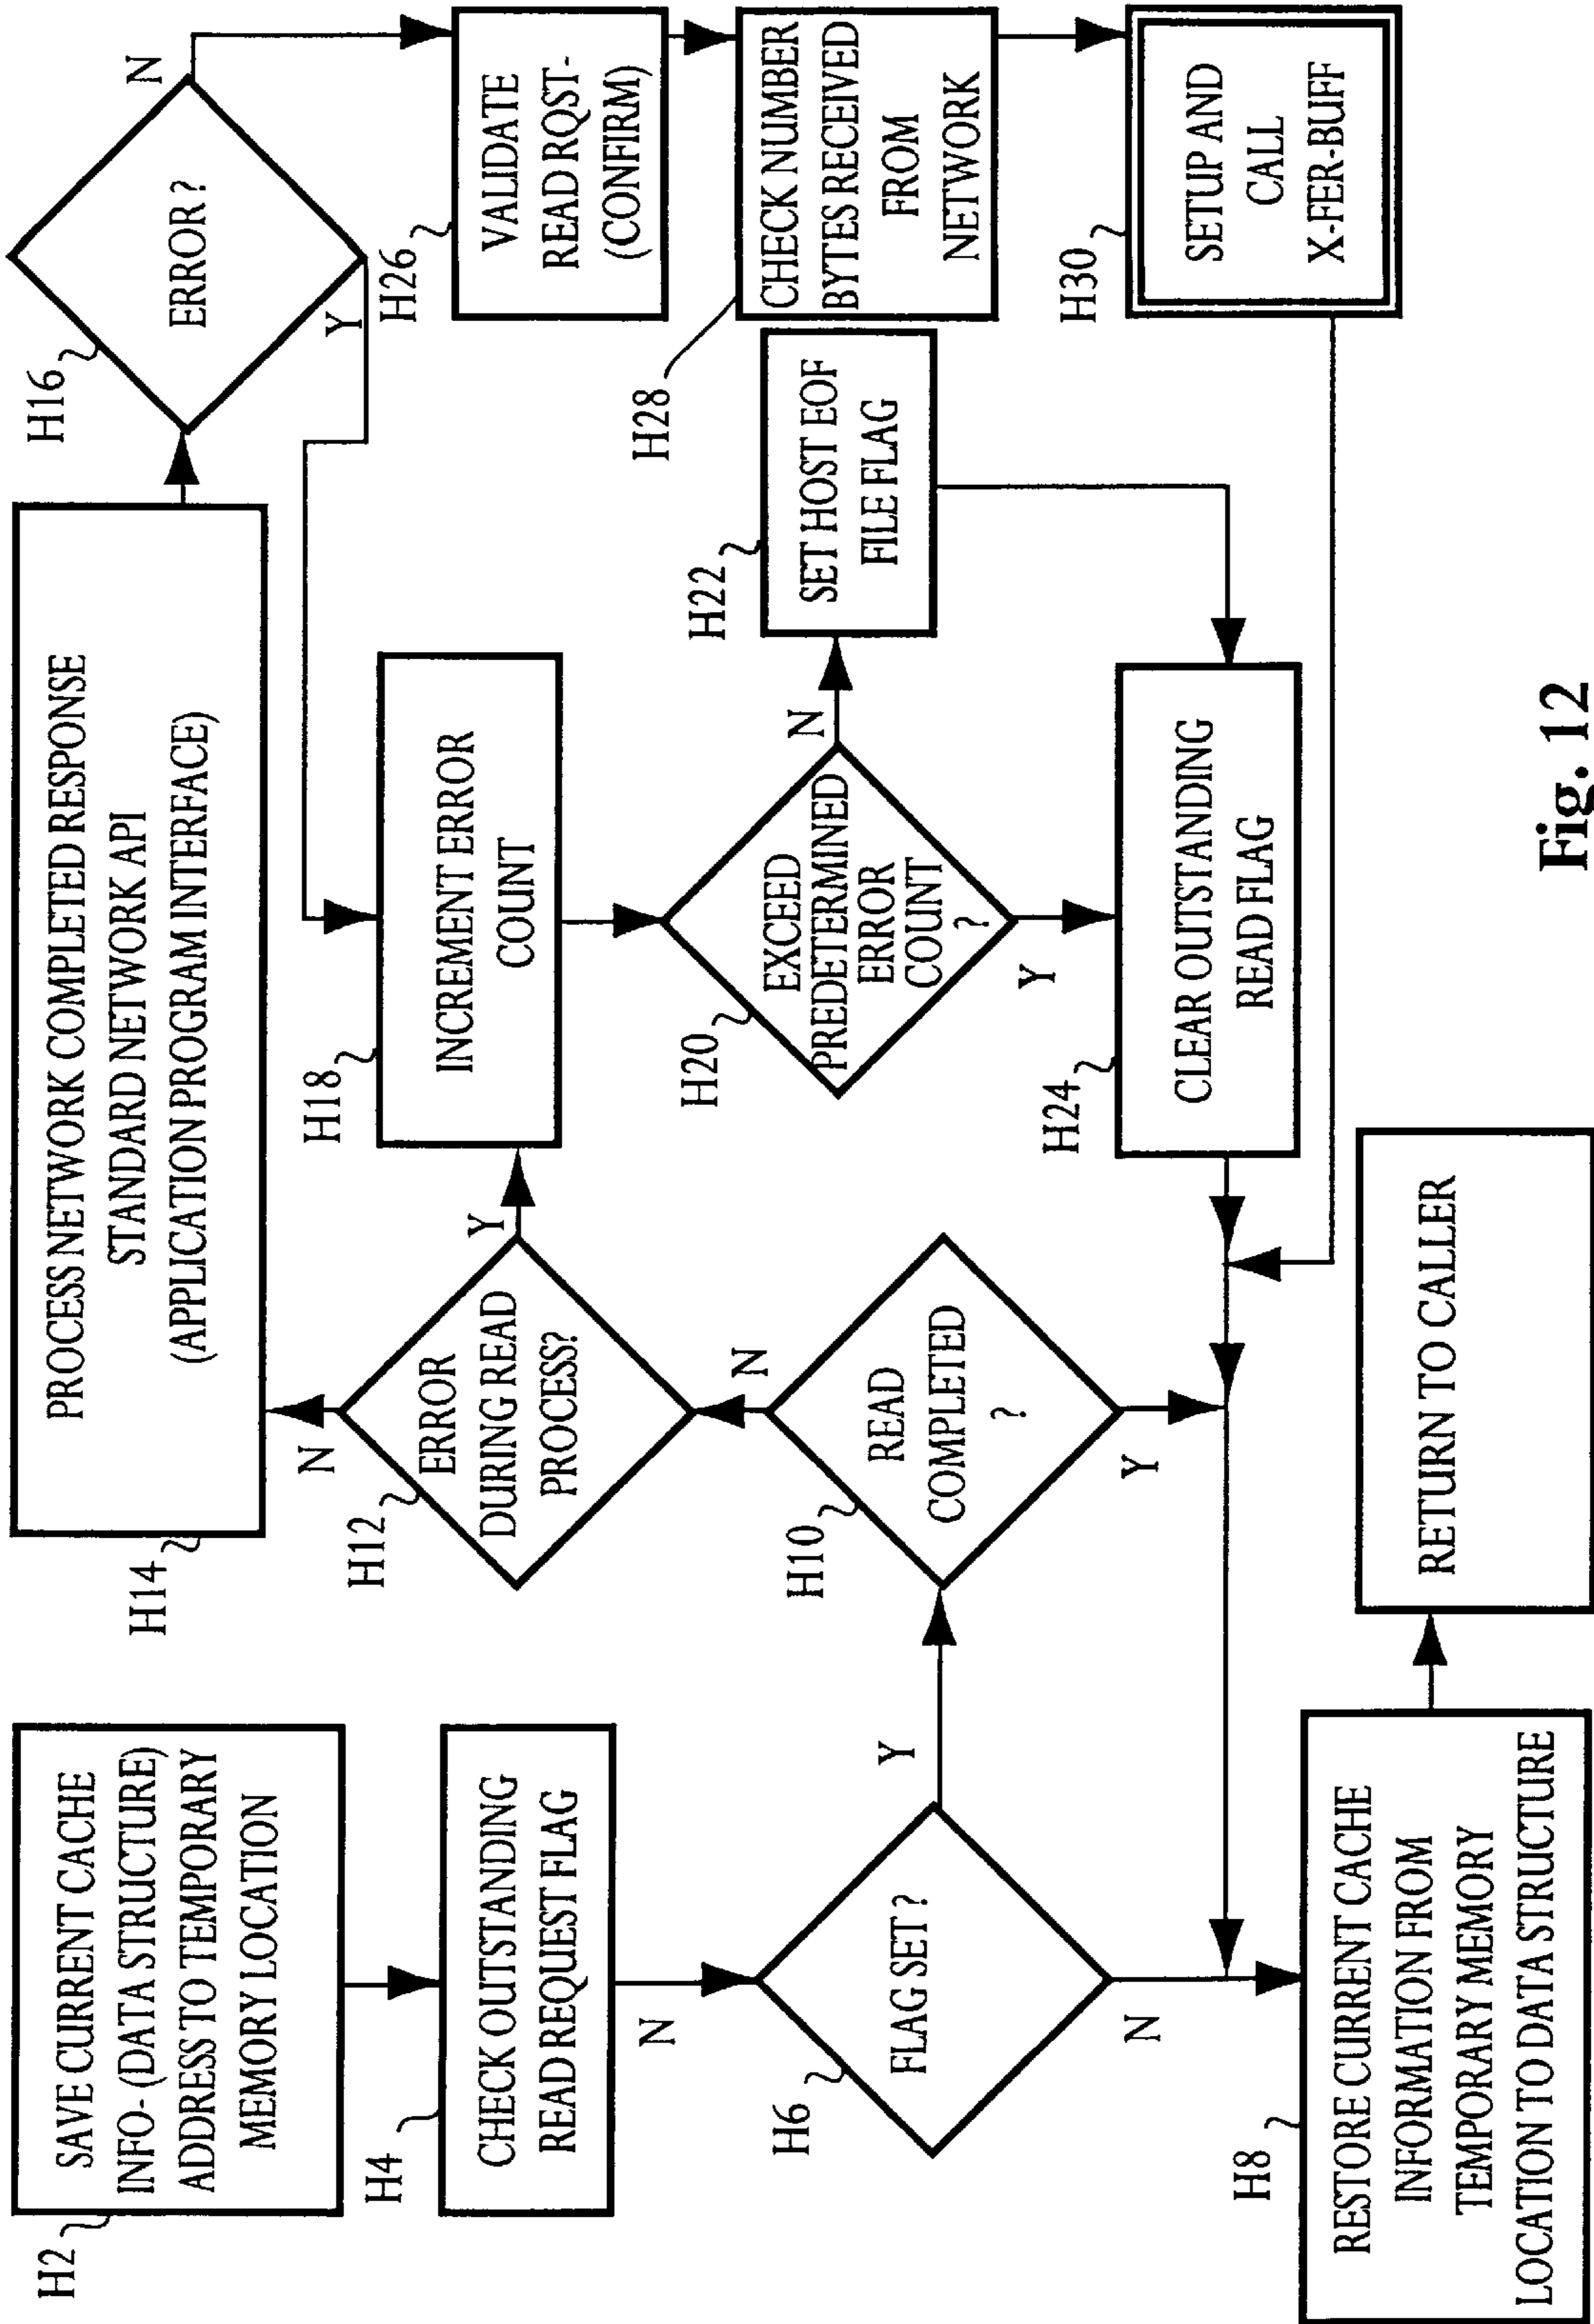 H2
SAVE CURRENT CACHE
INFO- (DATA STRUCTURE)
ADDRESS TO TEMPORARY
MEMORY LOCATION
H4
CHECK OUTSTANDING
READ REQUEST FLAG
N
H6
FLAG SET ?
Y
N
H8
RESTORE CURRENT CACHE
INFORMATION FROM
TEMPORARY MEMORY
LOCATION TO DATA STRUCTURE
RETURN TO CALLER
H10
READ
COMPLETED
?
N
Y
H12
ERROR
DURING READ
PROCESS?
N
Y
H14
PROCESS NETWORK COMPLETED RESPONSE
STANDARD NETWORK API
(APPLICATION PROGRAM INTERFACE)
H16
ERROR ?
N
Y
H18
INCREMENT ERROR
COUNT
H20
EXCEED
PREDETERMINED
ERROR
COUNT
?
N
Y
H22
SET HOST EOF
FILE FLAG
H24
CLEAR OUTSTANDING
READ FLAG
H26
VALIDATE
READ RQST-
(CONFIRM)
H28
CHECK NUMBER
BYTES RECEIVED
FROM
NETWORK
H30
SETUP AND
CALL
X-FER-BUFF
Fig. 12